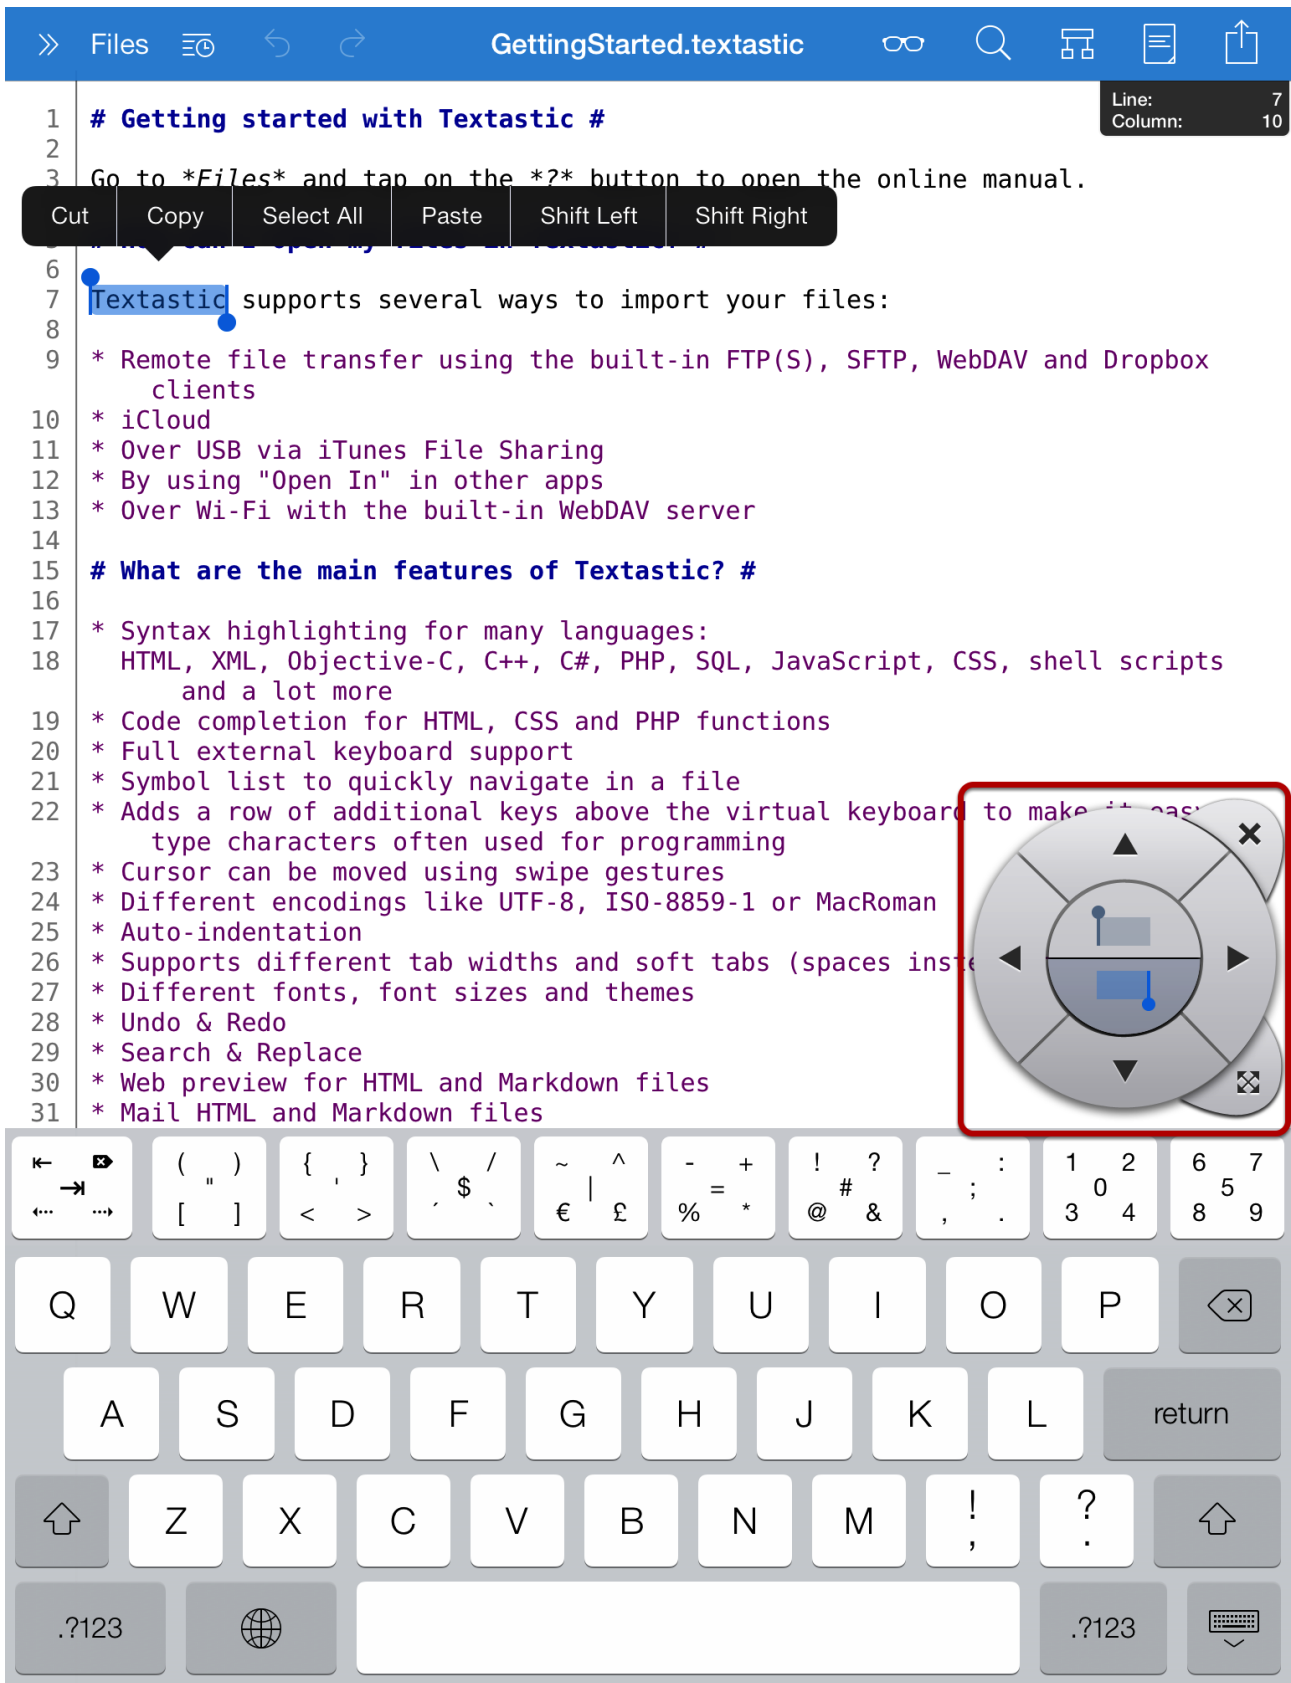 Files GettingStarted.textastic
Line: 7
Column: 10
1 # Getting started with Textastic #
2
3 Go to *Files* and tap on the *?* button to open the online manual.
Cut Copy Select All Paste Shift Left Shift Right
6
7 Textastic supports several ways to import your files:
8
9 * Remote file transfer using the built-in FTP(S), SFTP, WebDAV and Dropbox
clients
10 * iCloud
11 * Over USB via iTunes File Sharing
12 * By using "Open In" in other apps
13 * Over Wi-Fi with the built-in WebDAV server
14
15 # What are the main features of Textastic? #
16
17 * Syntax highlighting for many languages:
18 HTML, XML, Objective-C, C++, C#, PHP, SQL, JavaScript, CSS, shell scripts
and a lot more
19 * Code completion for HTML, CSS and PHP functions
20 * Full external keyboard support
21 * Symbol list to quickly navigate in a file
22 * Adds a row of additional keys above the virtual keyboard to make it
type characters often used for programming
23 * Cursor can be moved using swipe gestures
24 * Different encodings like UTF-8, ISO-8859-1 or MacRoman
25 * Auto-indentation
26 * Supports different tab widths and soft tabs (spaces
27 * Different fonts, font sizes and themes
28 * Undo & Redo
29 * Search & Replace
30 * Web preview for HTML and Markdown files
31 * Mail HTML and Markdown files
( ) { } \ / ~ ^ - + ! ? _ : 1 2 6 7
" ' $ | = # ; 0 5
[ ] < > ´ ` € £ % * @ & , . 3 4 8 9
Q W E R T Y U I O P
A S D F G H J K L return
Z X C V B N M ! ?
, .
.?123 .?123